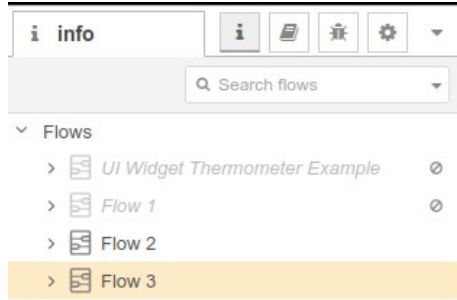 i info
Search flows
Flows
UI Widget Thermometer Example
Flow 1
Flow 2
Flow 3